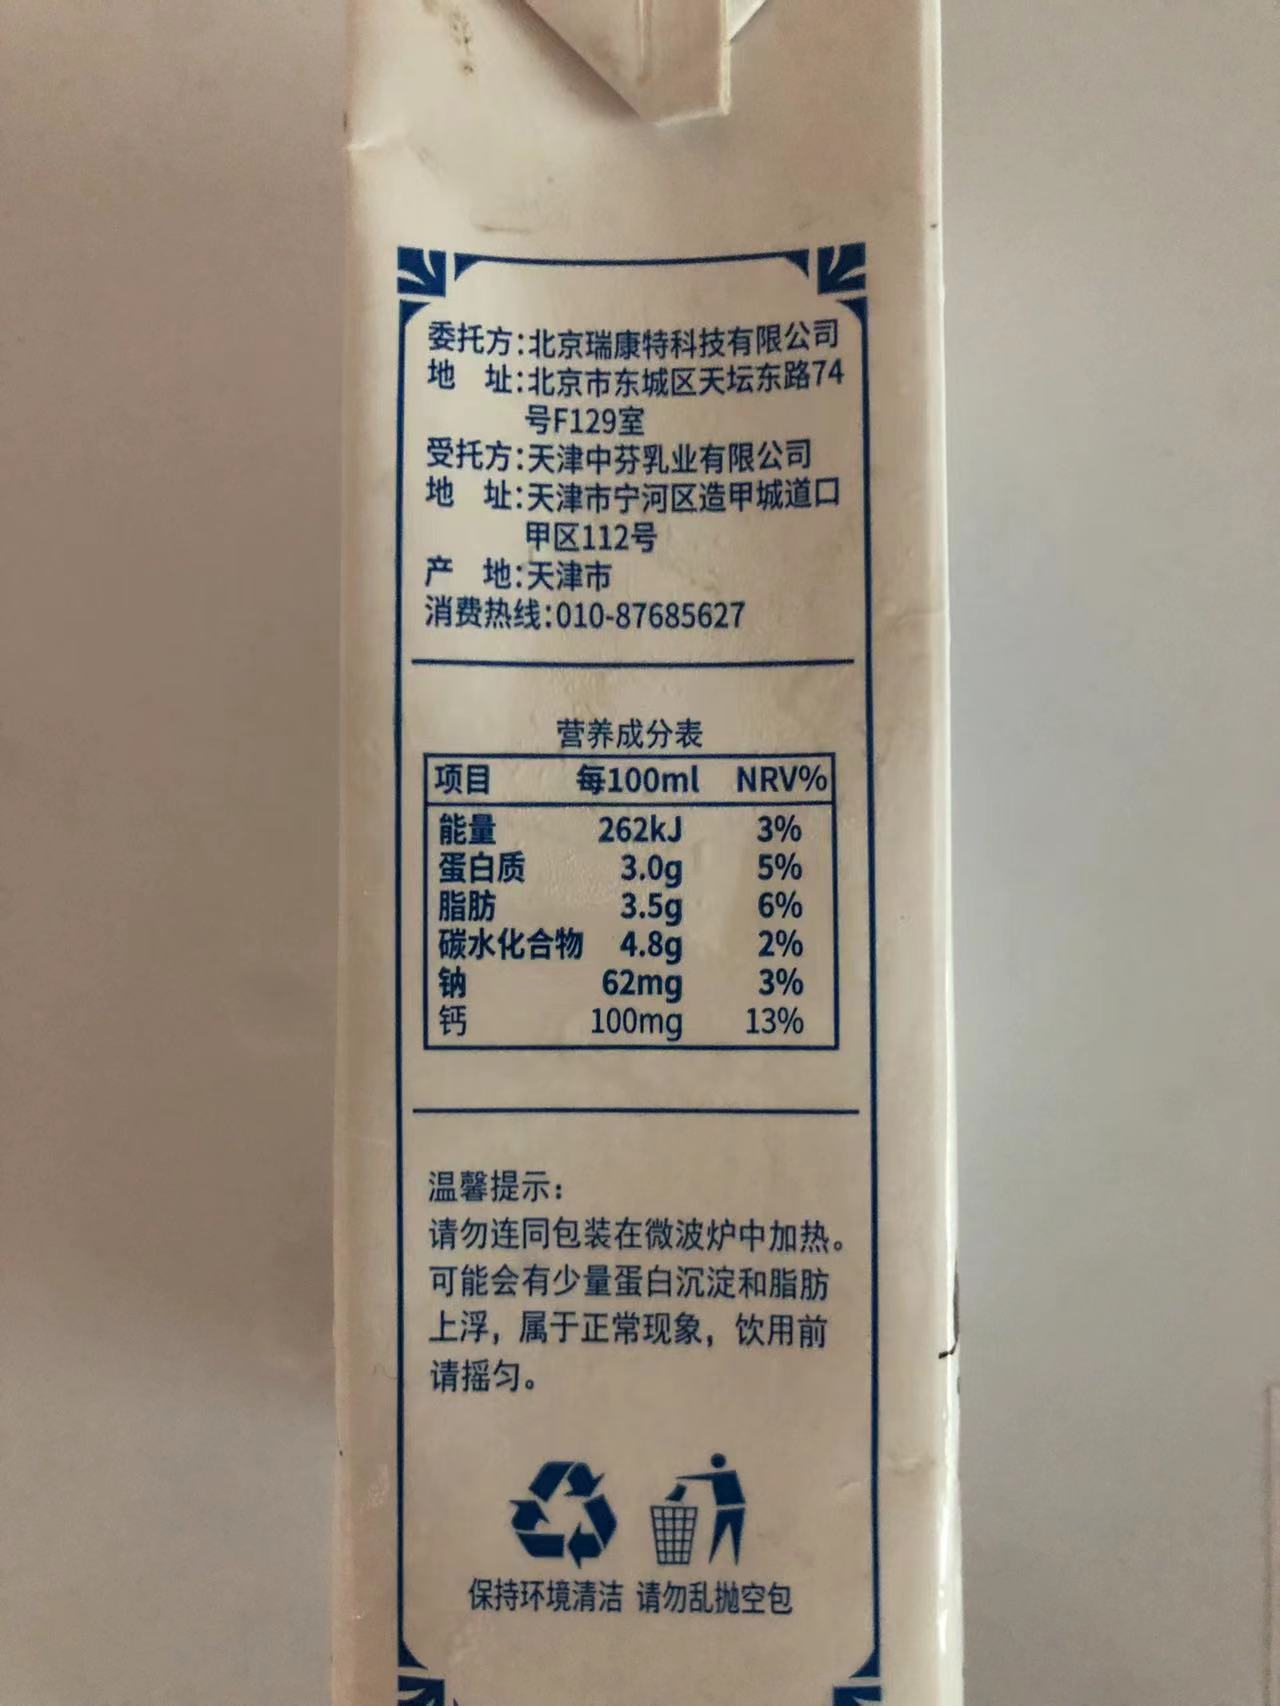 委托方:北京瑞康特科技有限公司
地 址:北京市东城区天坛东路74
号F129室
受托方:天津中芬乳业有限公司
地 址:天津市宁河区造甲城道口
甲区112号
产 地:天津市
消费热线:010-87685627
营养成分表
项目 每100ml NRV%
能量 262kJ 3%
蛋白质 3.0g 5%
脂肪 3.5g 6%
碳水化合物 4.8g 2%
钠 62mg 3%
钙 100mg 13%
温馨提示:
请勿连同包装在微波炉中加热。
可能会有少量蛋白沉淀和脂肪
上浮，属于正常现象，饮用前
请摇匀。
保持环境清洁 请勿乱抛空包